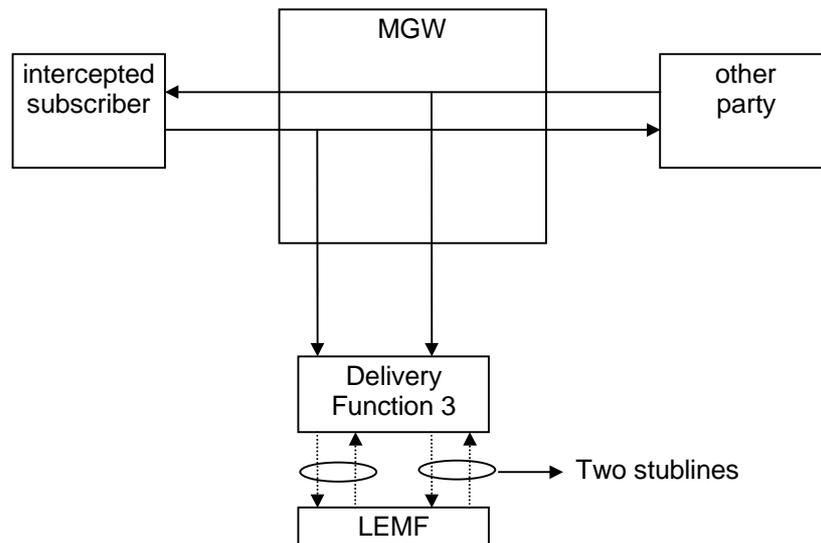 MGW
intercepted
subscriber
other
party
Delivery
Function 3
Two stublines
LEMF